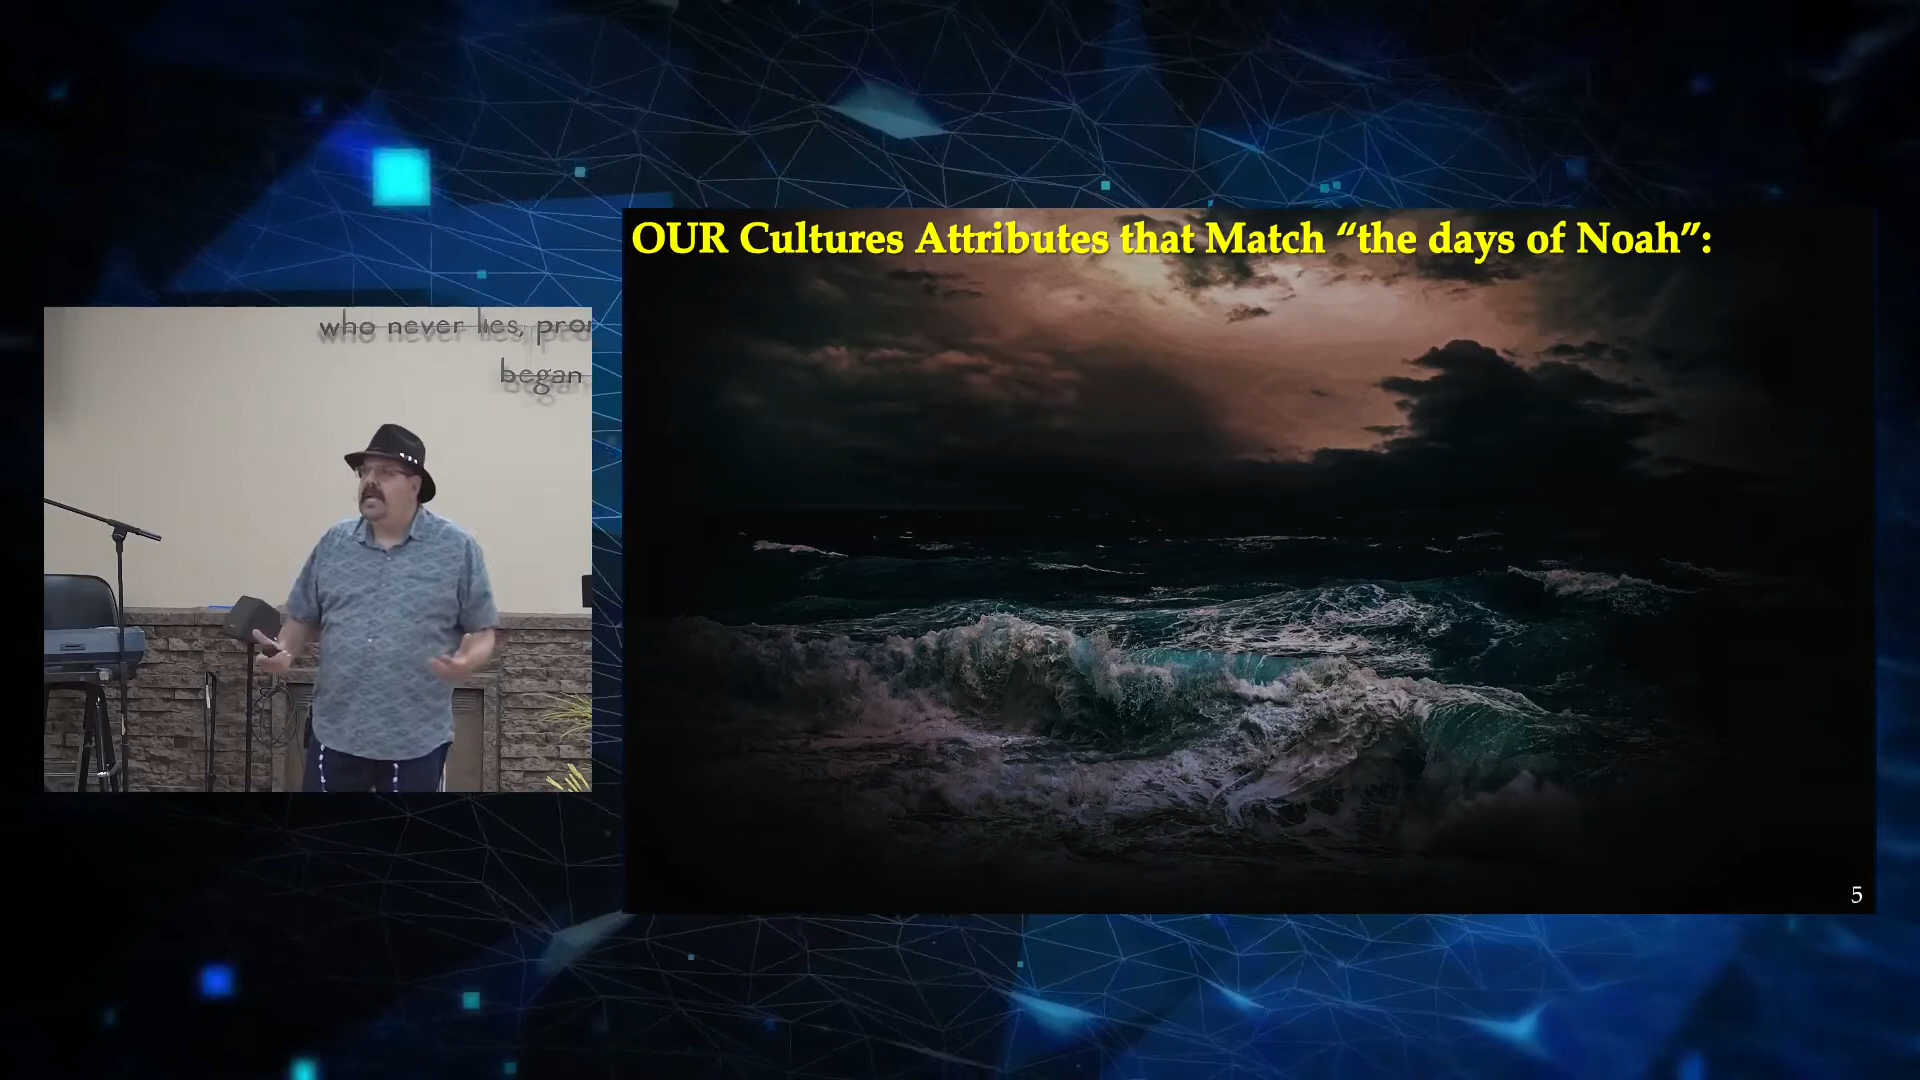 OUR Cultures Attributes that Match “the days of Noah”:
who never lies,
began
5